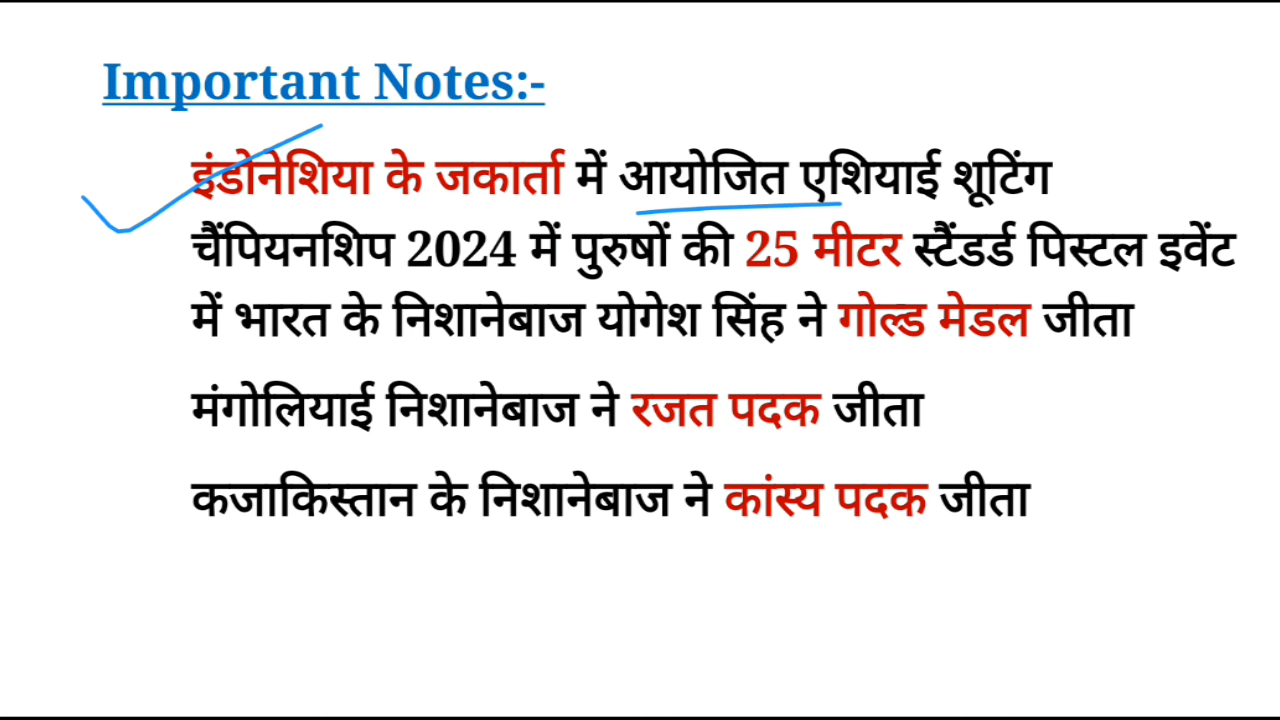 Important Notes:-
इंडोनेशिया के जकार्ता में आयोजित एशियाई शूटिंग
चैंपियनशिप 2024 में पुरुषों की 25 मीटर स्टैंडर्ड पिस्टल इवेंट
में भारत के निशानेबाज योगेश सिंह ने गोल्ड मेडल जीता
मंगोलियाई निशानेबाज ने रजत पदक जीता
कजाकिस्तान के निशानेबाज ने कांस्य पदक जीता